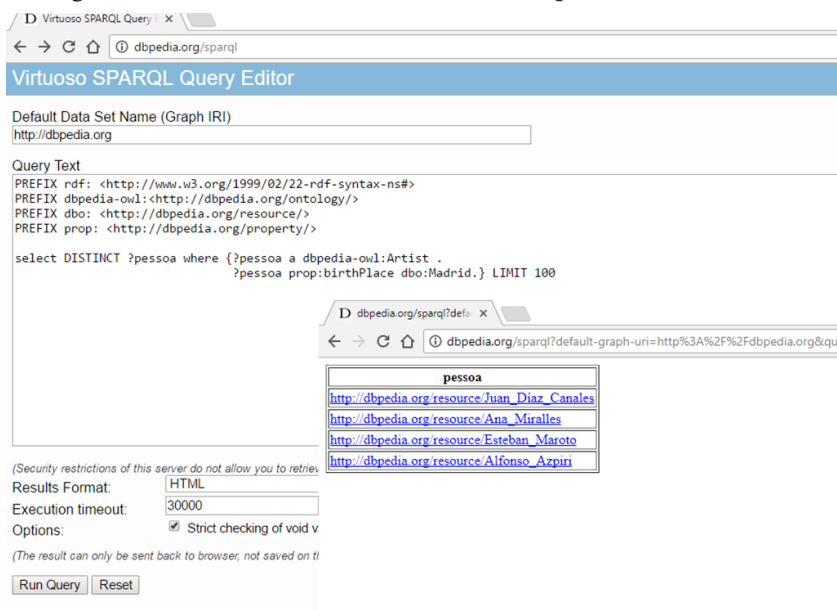 D Virtuoso SPARQL Query
dbpedia.org/sparql
Virtuoso SPARQL Query Editor
Default Data Set Name (Graph IRI)
http://dbpedia.org
Query Text
PREFIX rdf: <http://www.w3.org/1999/02/22-rdf-syntax-ns#>
PREFIX dbpedia-owl:<http://dbpedia.org/ontology/>
PREFIX dbo: <http://dbpedia.org/resource/>
PREFIX prop: <http://dbpedia.org/property/>
select DISTINCT ?pessoa where {?pessoa a dbpedia-owl:Artist .
?pessoa prop:birthPlace dbo:Madrid.} LIMIT 100
D dbpedia.org/sparql?defa
dbpedia.org/sparql?default-graph-uri=http%3A%2F%2Fdbpedia.org&qu
pessoa
http://dbpedia.org/resource/Juan_Díaz_Canales
http://dbpedia.org/resource/Ana_Miralles
http://dbpedia.org/resource/Esteban_Maroto
http://dbpedia.org/resource/Alfonso_Azpiri
(Security restrictions of this server do not allow you to retriev
Results Format: HTML
Execution timeout: 30000
Options: Strict checking of void v
(The result can only be sent back to browser, not saved on th
Run Query Reset